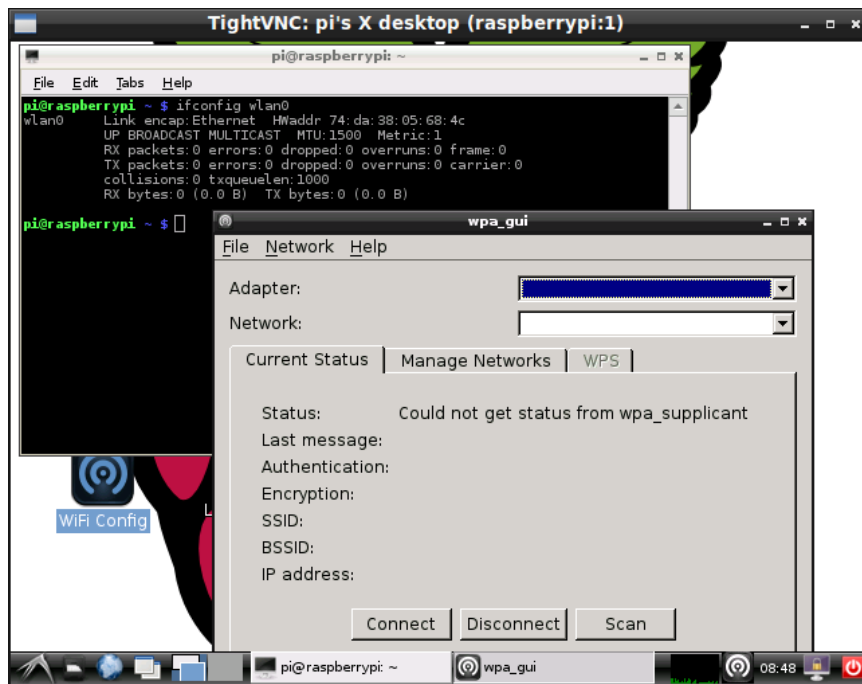 TightVNC: pi's X desktop (raspberrypi:1)
pi@raspberrypi: ~
File Edit Tabs Help
pi@raspberrypi ~ $ ifconfig wlan0
wlan0 Link encap:Ethernet HWaddr 74:da:38:05:68:4c
UP BROADCAST MULTICAST MTU:1500 Metric:1
RX packets:0 errors:0 dropped:0 overruns:0 frame:0
TX packets:0 errors:0 dropped:0 overruns:0 carrier:0
collisions:0 txqueuelen:1000
RX bytes:0 (0.0 B) TX bytes:0 (0.0 B)
pi@raspberrypi ~ $
wpa_gui
File Network Help
Adapter:
Network:
Current Status Manage Networks WPS
Status: Could not get status from wpa_supplicant
Last message:
Authentication:
Encryption:
SSID:
BSSID:
IP address:
Connect Disconnect Scan
WiFi Config
L
pi@raspberrypi: ~ wpa_gui 08:48